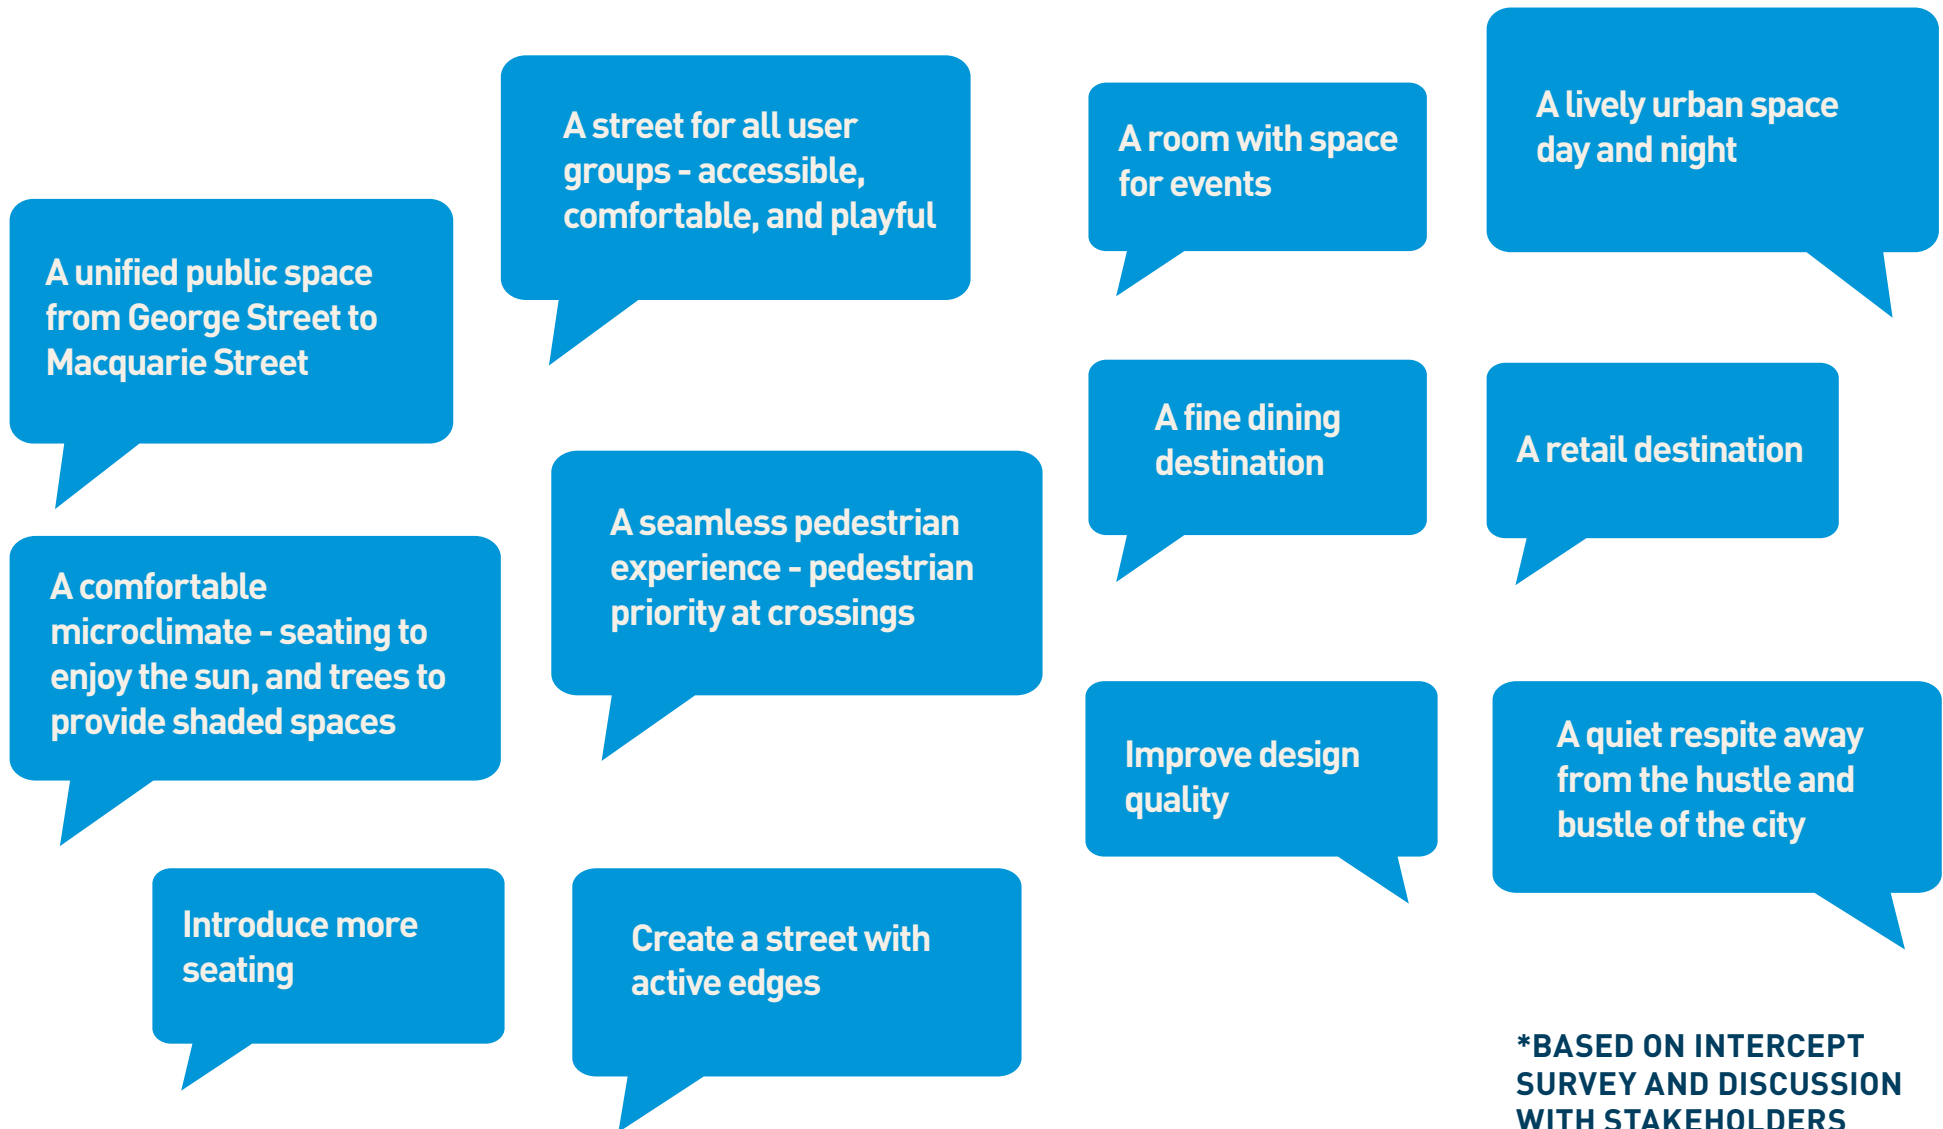 A unified public space
from George Street to
Macquarie Street
A street for all user
groups - accessible,
comfortable, and playful
A room with space
for events
A lively urban space
day and night
A comfortable
microclimate - seating to
enjoy the sun, and trees to
provide shaded spaces
A seamless pedestrian
experience - pedestrian
priority at crossings
A fine dining
destination
A retail destination
Improve design
quality
A quiet respite away
from the hustle and
bustle of the city
Introduce more
seating
Create a street with
active edges
*BASED ON INTERCEPT
SURVEY AND DISCUSSION
WITH STAKEHOLDERS